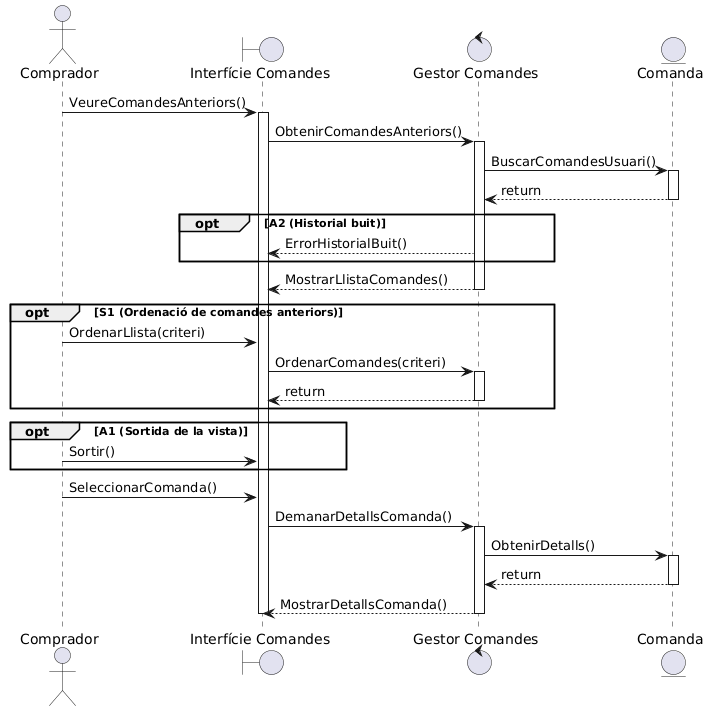 Comprador
Interfície Comandes
Gestor Comandes
Comanda
VeureComandesAnteriors()
ObtenirComandesAnteriors()
BuscarComandesUsuari()
return
opt [A2 (Historial buit)]
ErrorHistorialBuit()
MostrarLlistaComandes()
opt [S1 (Ordenació de comandes anteriors)]
OrdenarLlista(criteri)
OrdenarComandes(criteri)
return
opt [A1 (Sortida de la vista)]
Sortir()
SeleccionarComanda()
DemanarDetallsComanda()
ObtenirDetalls()
return
MostrarDetallsComanda()
Comprador
Interfície Comandes
Gestor Comandes
Comanda